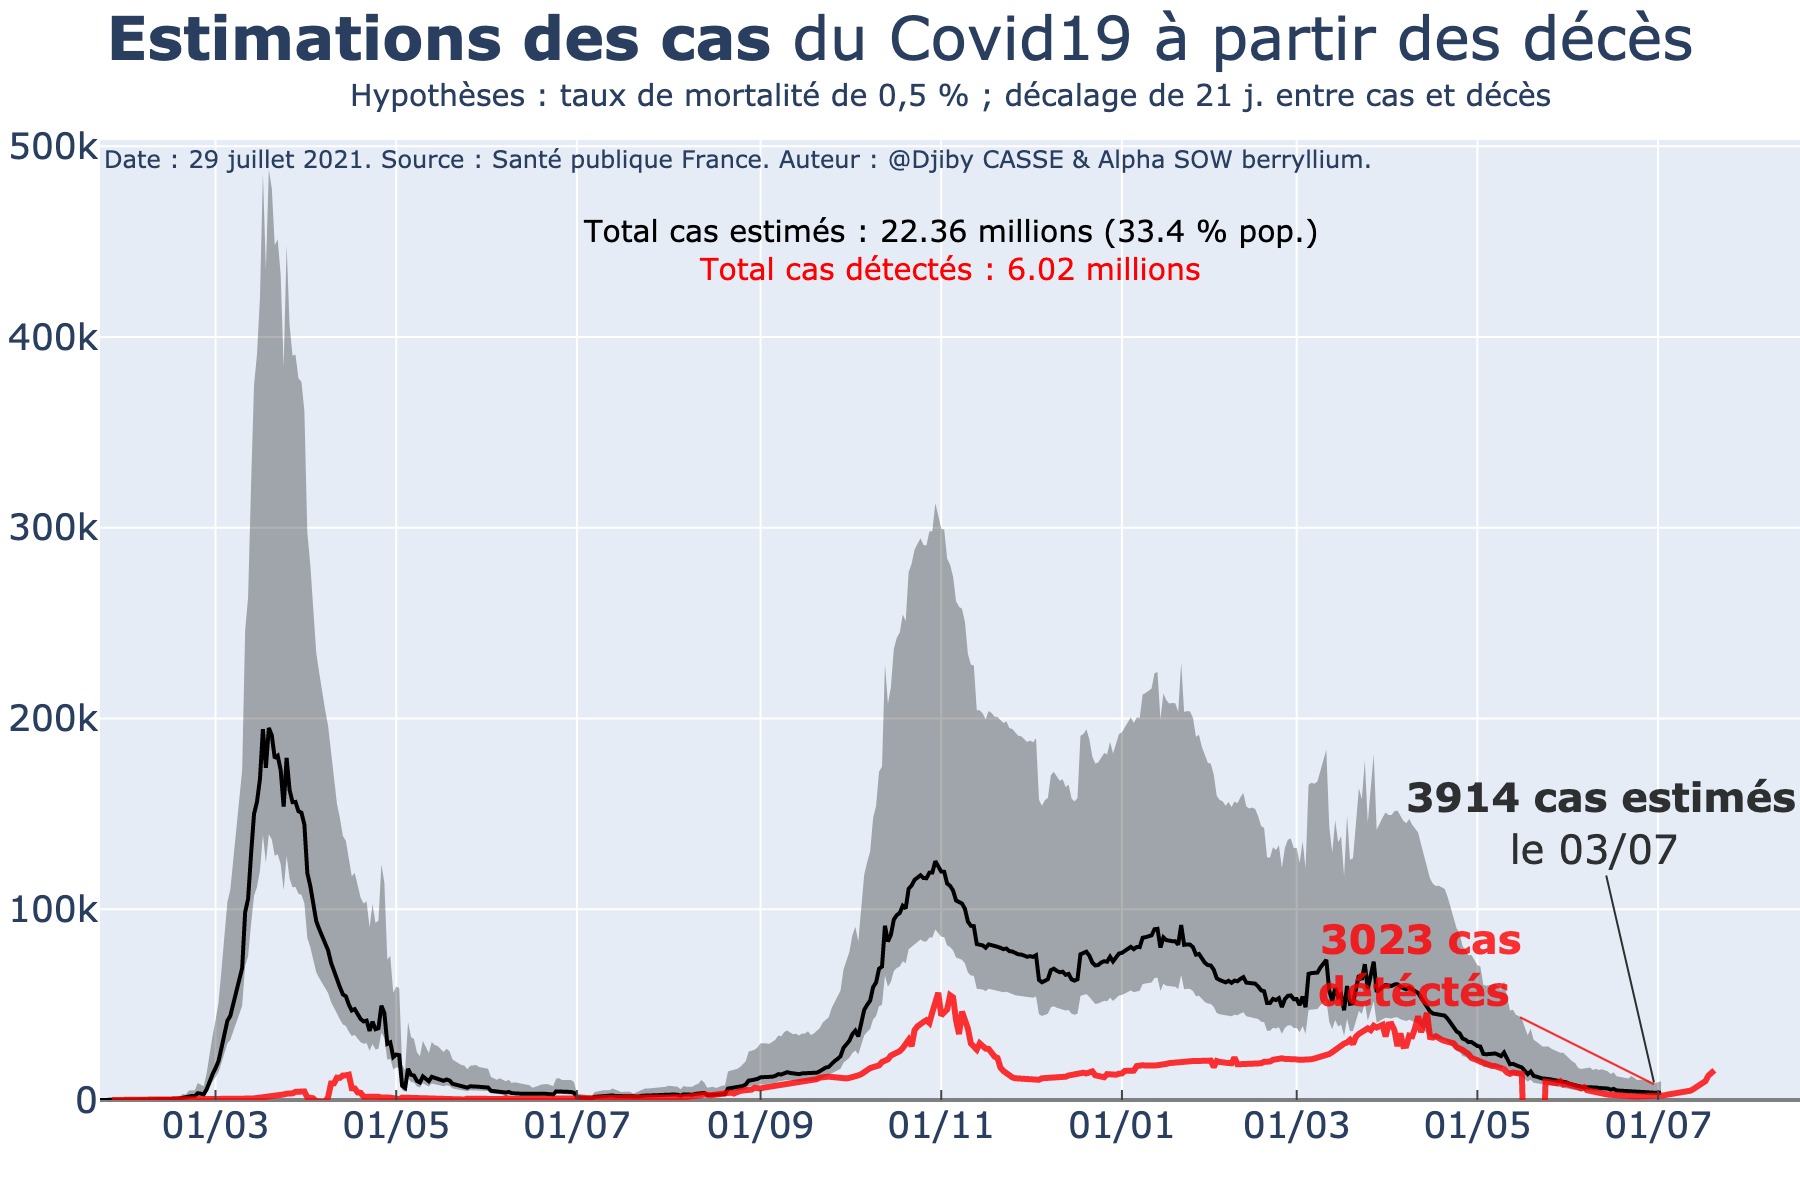 Estimations des cas du Covid19 à partir des décès
Hypothèses : taux de mortalité de 0,5 % ; décalage de 21 j. entre cas et décès
500k
Date : 29 juillet 2021. Source : Santé publique France. Auteur : @Djiby CASSE & Alpha SOW berryllium.
Total cas estimés : 22.36 millions (33.4 % pop.)
Total cas détectés : 6.02 millions
400k
300k
200k
3914 cas estimés
le 03/07
100k
3023 cas
détéctés
0
01/03 01/05 01/07 01/09 01/11 01/01 01/03 01/05 01/07